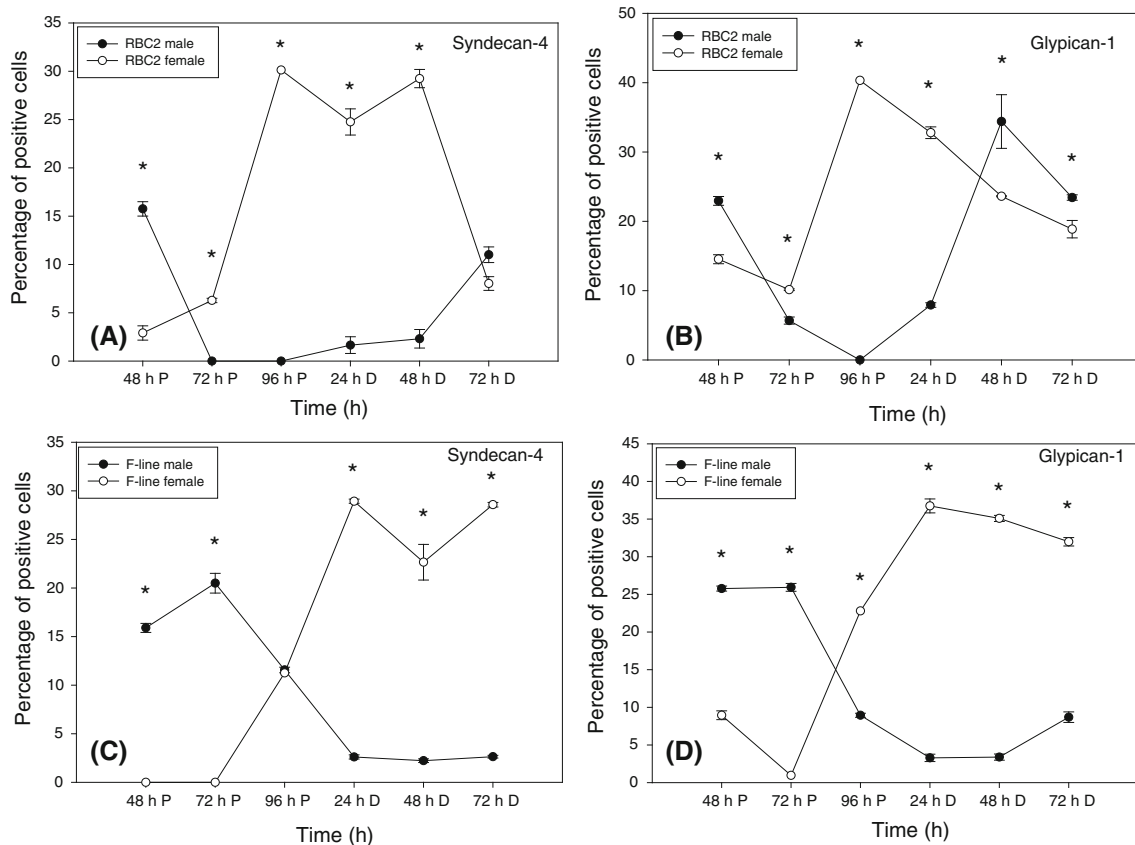 RBC2 male
RBC2 female
Syndecan-4
*
*
*
*
*
Percentage of positive cells
35
30
25
20
15
10
5
0
(A)
48 h P 72 h P 96 h P 24 h D 48 h D 72 h D
Time (h)
RBC2 male
RBC2 female
Glypican-1
*
*
*
*
*
*
Percentage of positive cells
50
40
30
20
10
0
(B)
48 h P 72 h P 96 h P 24 h D 48 h D 72 h D
Time (h)
F-line male
F-line female
Syndecan-4
*
*
*
*
*
Percentage of positive cells
35
30
25
20
15
10
5
0
(C)
48 h P 72 h P 96 h P 24 h D 48 h D 72 h D
Time (h)
F-line male
F-line female
Glypican-1
*
*
*
*
*
*
Percentage of positive cells
45
40
35
30
25
20
15
10
5
0
(D)
48 h P 72 h P 96 h P 24 h D 48 h D 72 h D
Time (h)